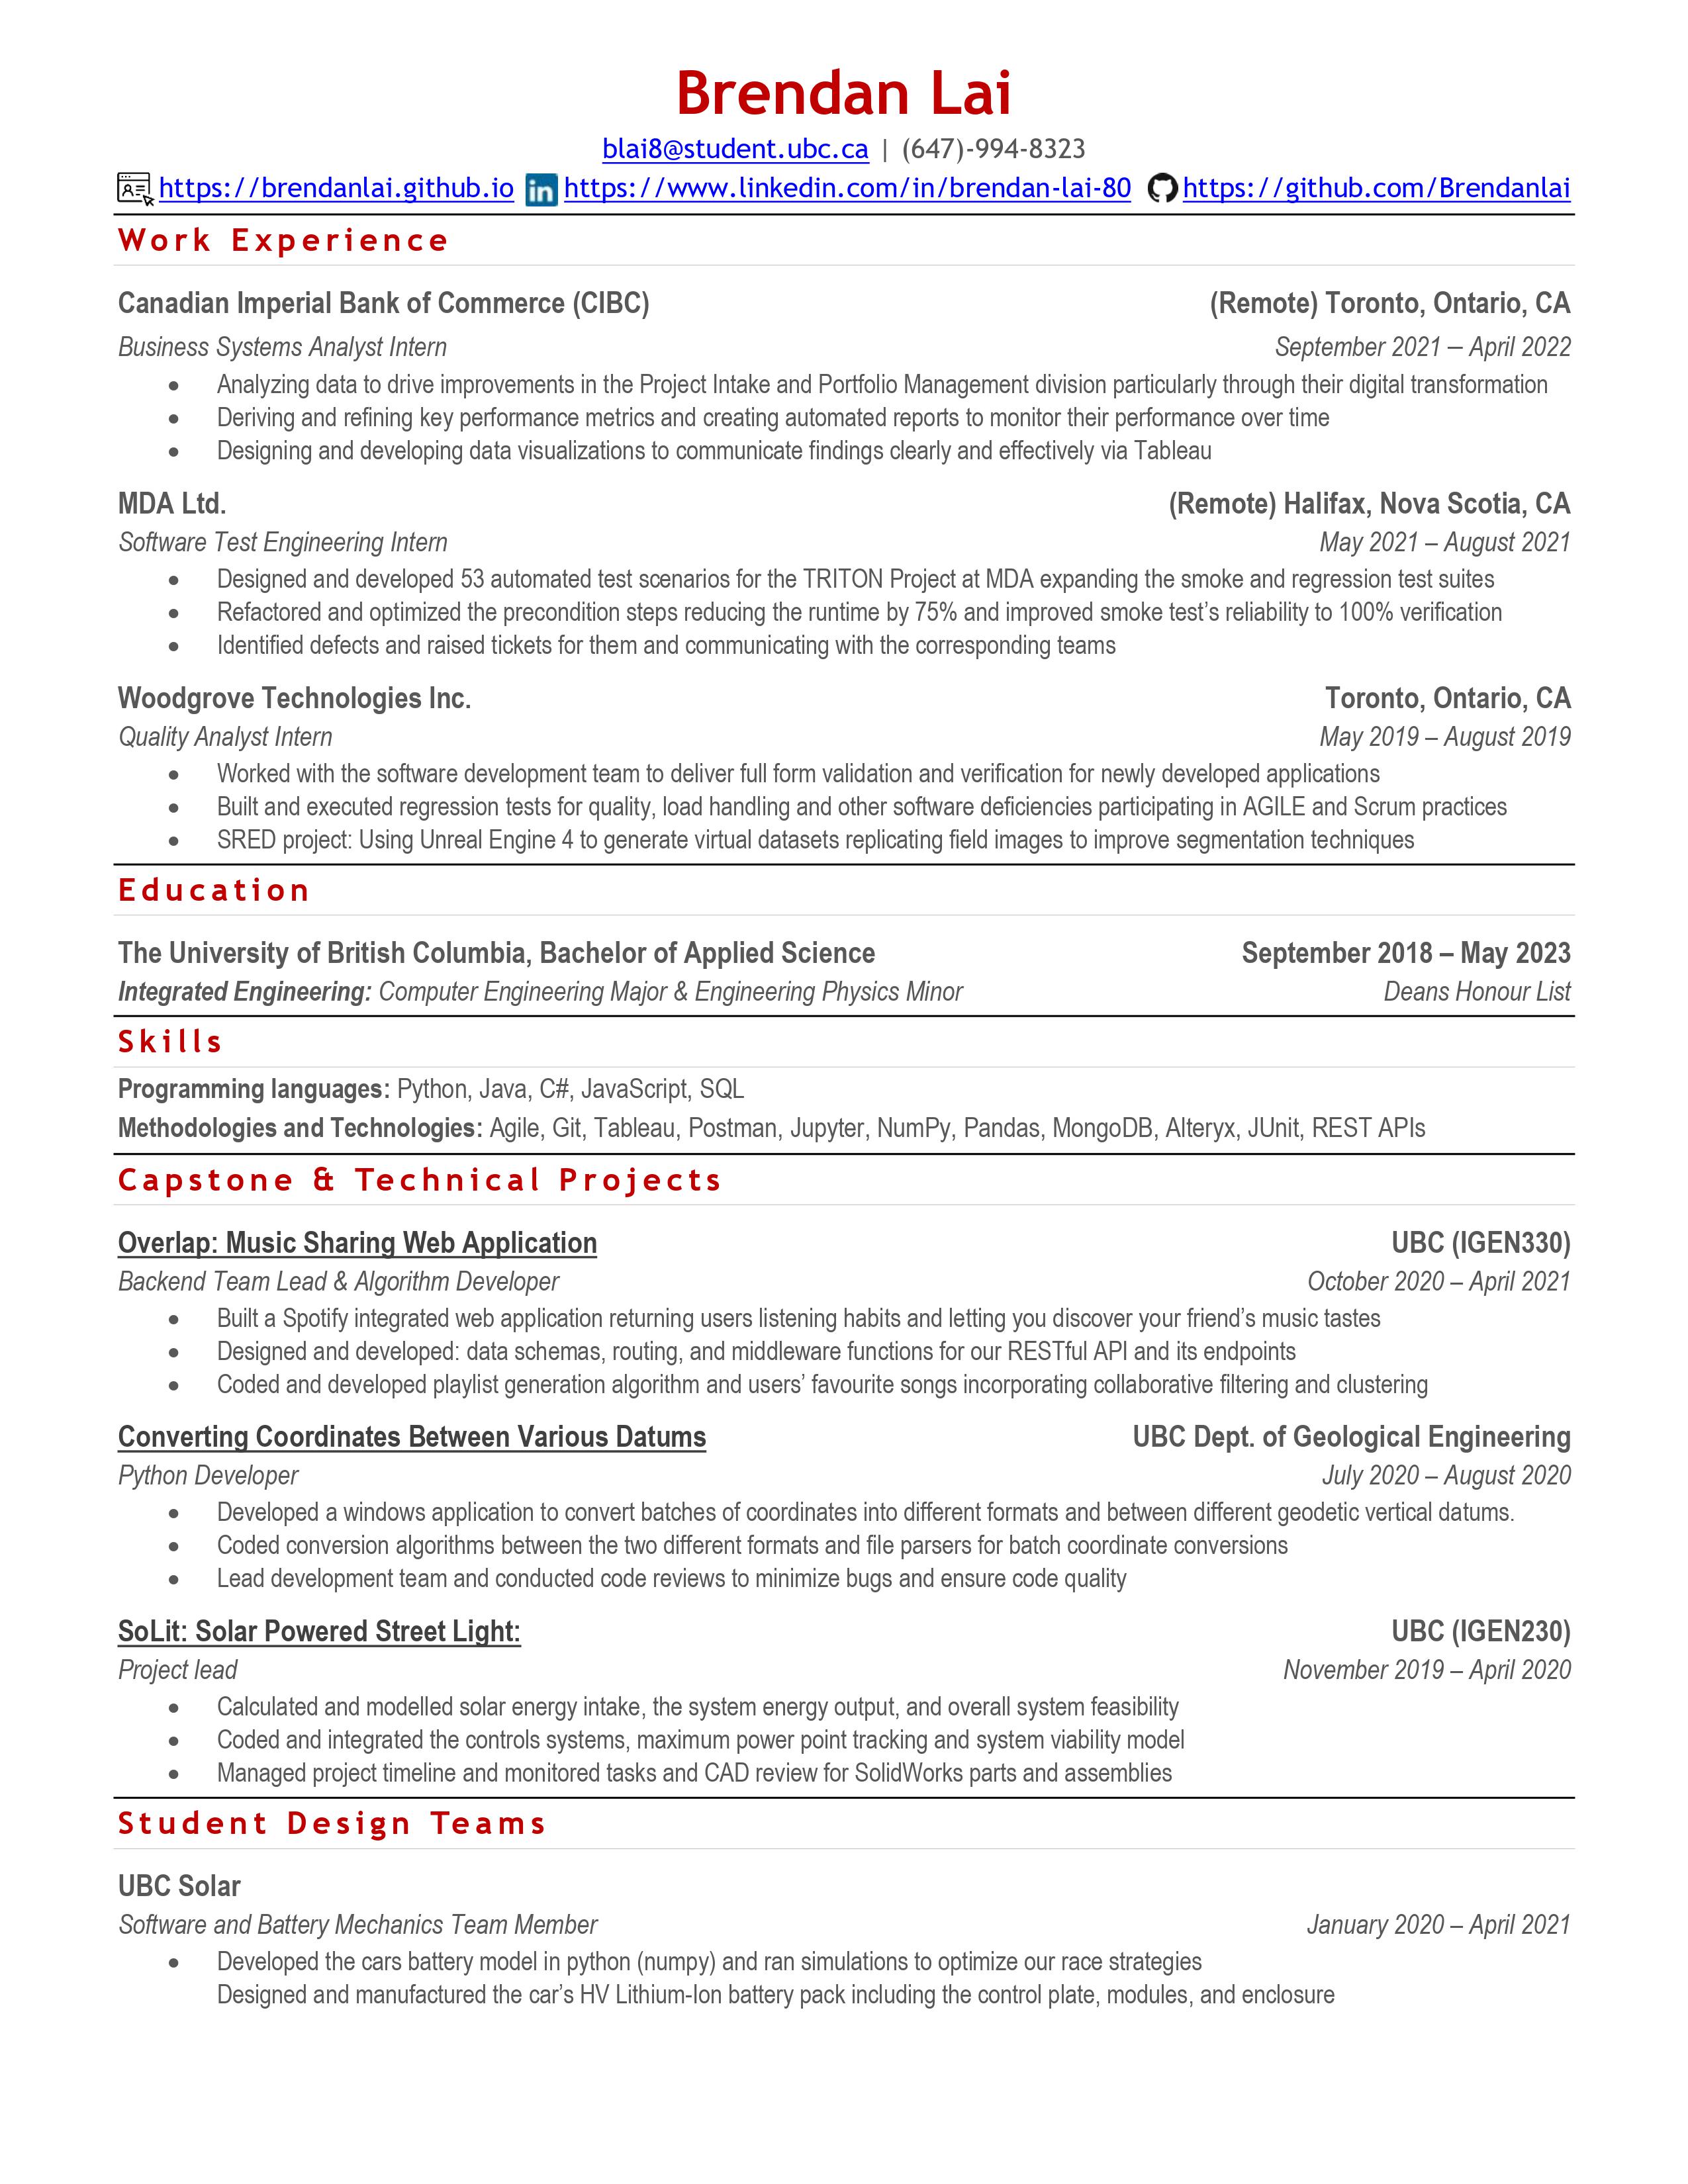 Brendan Lai
blai8@student.ubc.ca | (647)-994-8323
https://brendanlai.github.io in https://www.linkedin.com/in/brendan-lai-80 https://github.com/Brendanlai
Work Experience
Canadian Imperial Bank of Commerce (CIBC) (Remote) Toronto, Ontario, CA
Business Systems Analyst Intern September 2021 – April 2022
• Analyzing data to drive improvements in the Project Intake and Portfolio Management division particularly through their digital transformation
• Deriving and refining key performance metrics and creating automated reports to monitor their performance over time
• Designing and developing data visualizations to communicate findings clearly and effectively via Tableau
MDA Ltd. (Remote) Halifax, Nova Scotia, CA
Software Test Engineering Intern May 2021 – August 2021
• Designed and developed 53 automated test scenarios for the TRITON Project at MDA expanding the smoke and regression test suites
• Refactored and optimized the precondition steps reducing the runtime by 75% and improved smoke test’s reliability to 100% verification
• Identified defects and raised tickets for them and communicating with the corresponding teams
Woodgrove Technologies Inc. Toronto, Ontario, CA
Quality Analyst Intern May 2019 – August 2019
• Worked with the software development team to deliver full form validation and verification for newly developed applications
• Built and executed regression tests for quality, load handling and other software deficiencies participating in AGILE and Scrum practices
• SRED project: Using Unreal Engine 4 to generate virtual datasets replicating field images to improve segmentation techniques
Education
The University of British Columbia, Bachelor of Applied Science September 2018 – May 2023
Integrated Engineering: Computer Engineering Major & Engineering Physics Minor Deans Honour List
Skills
Programming languages: Python, Java, C#, JavaScript, SQL
Methodologies and Technologies: Agile, Git, Tableau, Postman, Jupyter, NumPy, Pandas, MongoDB, Alteryx, JUnit, REST APIs
Capstone & Technical Projects
Overlap: Music Sharing Web Application UBC (IGEN330)
Backend Team Lead & Algorithm Developer October 2020 – April 2021
• Built a Spotify integrated web application returning users listening habits and letting you discover your friend’s music tastes
• Designed and developed: data schemas, routing, and middleware functions for our RESTful API and its endpoints
• Coded and developed playlist generation algorithm and users’ favourite songs incorporating collaborative filtering and clustering
Converting Coordinates Between Various Datums UBC Dept. of Geological Engineering
Python Developer July 2020 – August 2020
• Developed a windows application to convert batches of coordinates into different formats and between different geodetic vertical datums.
• Coded conversion algorithms between the two different formats and file parsers for batch coordinate conversions
• Lead development team and conducted code reviews to minimize bugs and ensure code quality
SoLit: Solar Powered Street Light: UBC (IGEN230)
Project lead November 2019 – April 2020
• Calculated and modelled solar energy intake, the system energy output, and overall system feasibility
• Coded and integrated the controls systems, maximum power point tracking and system viability model
• Managed project timeline and monitored tasks and CAD review for SolidWorks parts and assemblies
Student Design Teams
UBC Solar
Software and Battery Mechanics Team Member January 2020 – April 2021
• Developed the cars battery model in python (numpy) and ran simulations to optimize our race strategies
Designed and manufactured the car’s HV Lithium-Ion battery pack including the control plate, modules, and enclosure